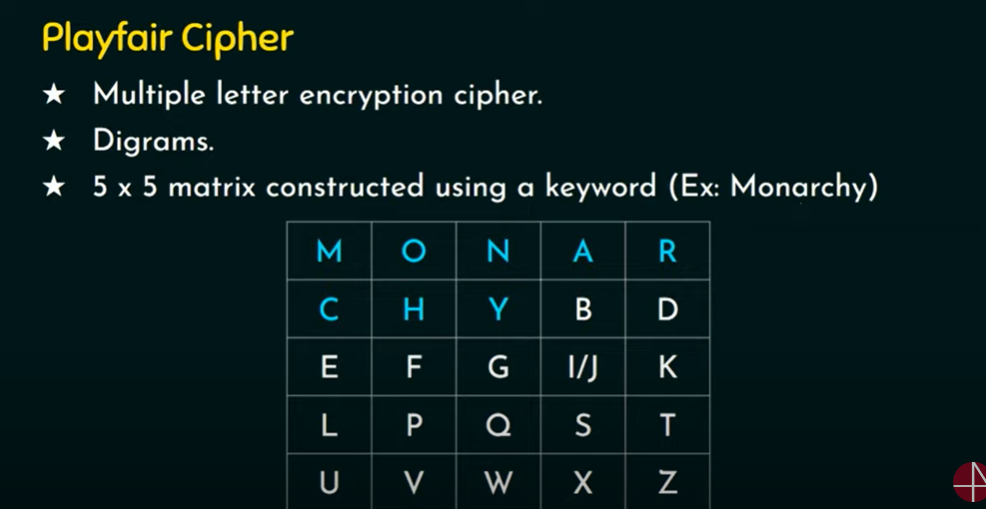 Playfair Cipher
★ Multiple letter encryption cipher.
★ Digrams.
★ 5 x 5 matrix constructed using a keyword (Ex: Monarchy)
M O N A R
C H Y B D
E F G I/J K
L P Q S T
U V W X Z